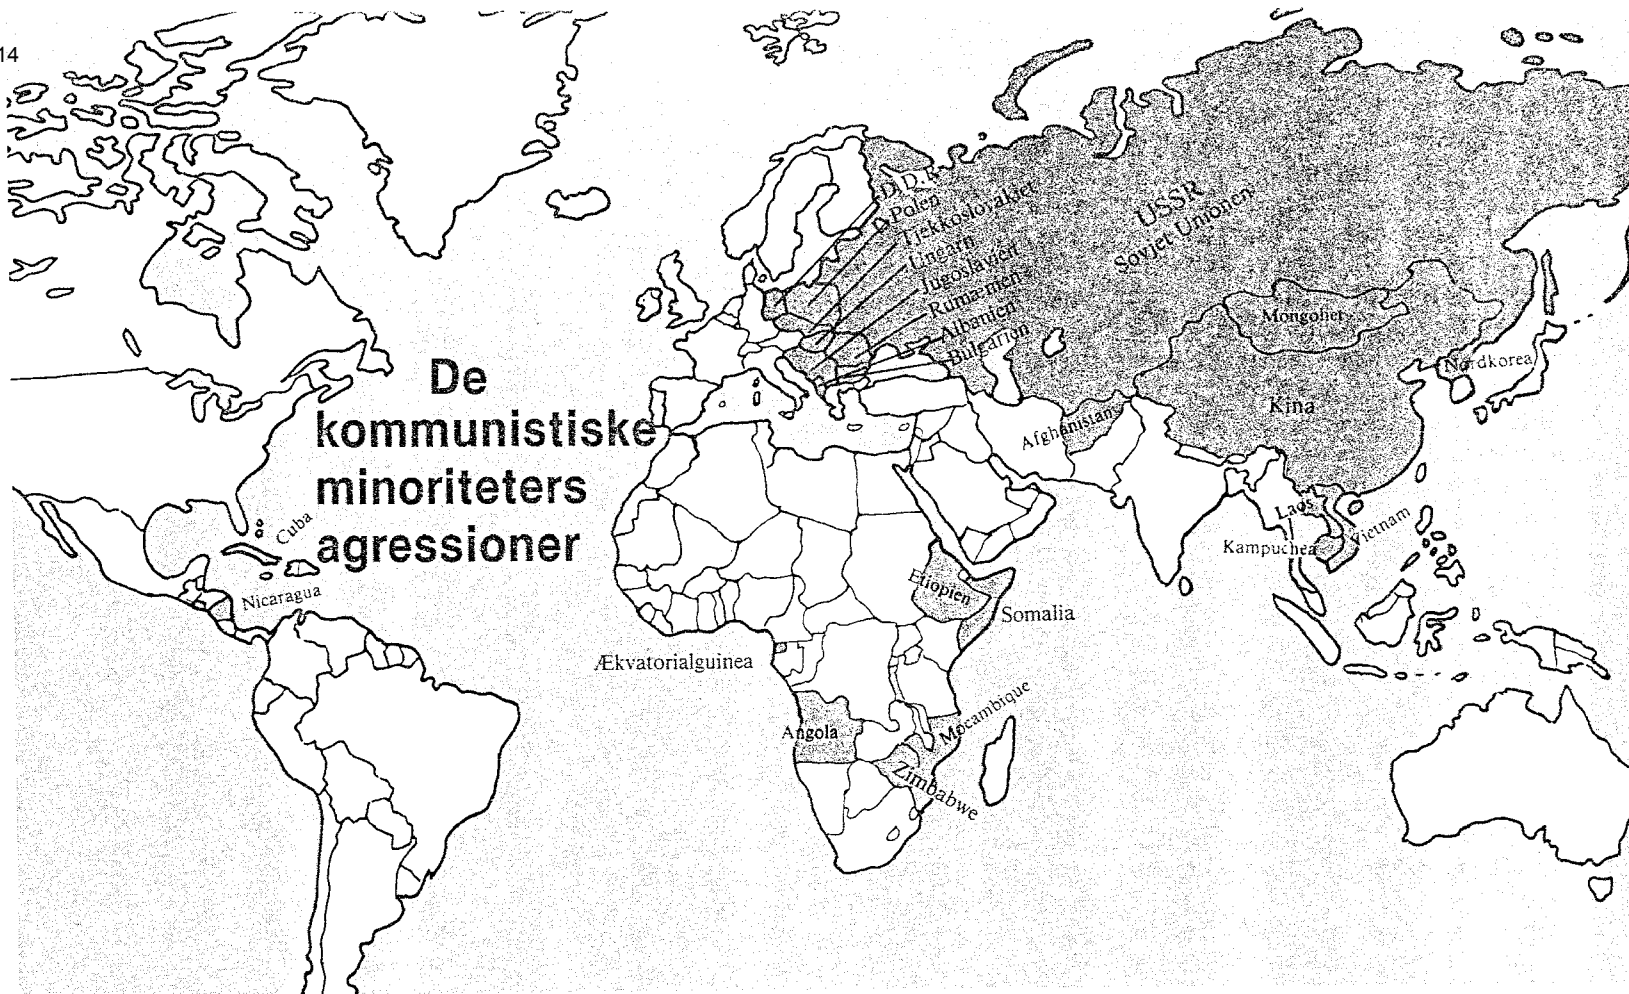 14
De
kommunistiske
minoriteters
agressioner
D.D.R.
Polen
Tjekkoslovakiet
Ungarn
Jugoslavien
Rumænien
Albanien
Bulgarien
USSR
Sovjet-Unionen
Mongoliet
Nordkorea
Kina
Afghanistan
Laos
Vietnam
Kampuchea
Cuba
Nicaragua
Etiopien
Somalia
Ækvatorialguinea
Angola
Mocambique
Zimbabwe